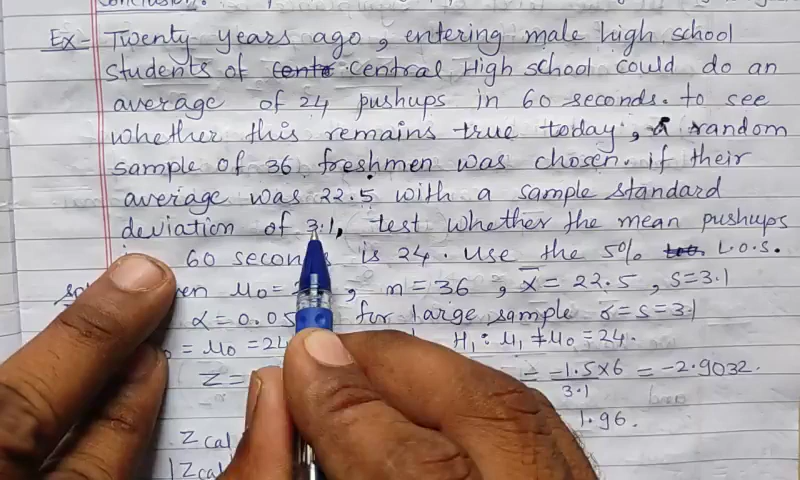 Conclusion:
Ex- Twenty years ago, entering male high school
students of central High school could do an
average of 24 pushups in 60 seconds. to see
whether this remains true today, a random
sample of 36 freshmen was chosen. if their
average was 22.5 with a sample standard
deviation of 3.1, test whether the mean pushups
60 seconds is 24. Use the 5% L.O.S.
μ₀ = , n = 36, x̄ = 22.5, s = 3.1
α = 0.05 for large sample s = 3.1
= μ₀ = 24 H₁ : μ₁ ≠ μ₀ = 24.
Z = = -1.5×6 / 3.1 = -2.9032.
Zcal 1.96.
|Zcal